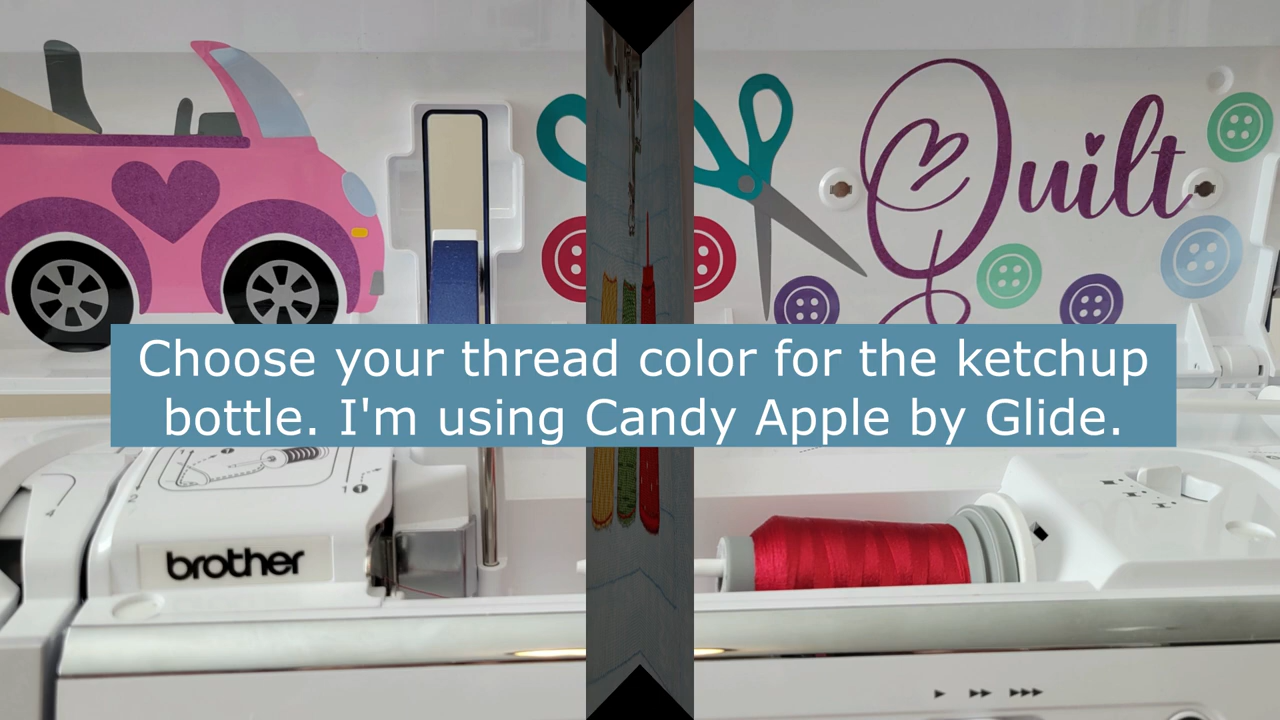 Quilt
Choose your thread color for the ketchup
bottle. I'm using Candy Apple by Glide.
brother